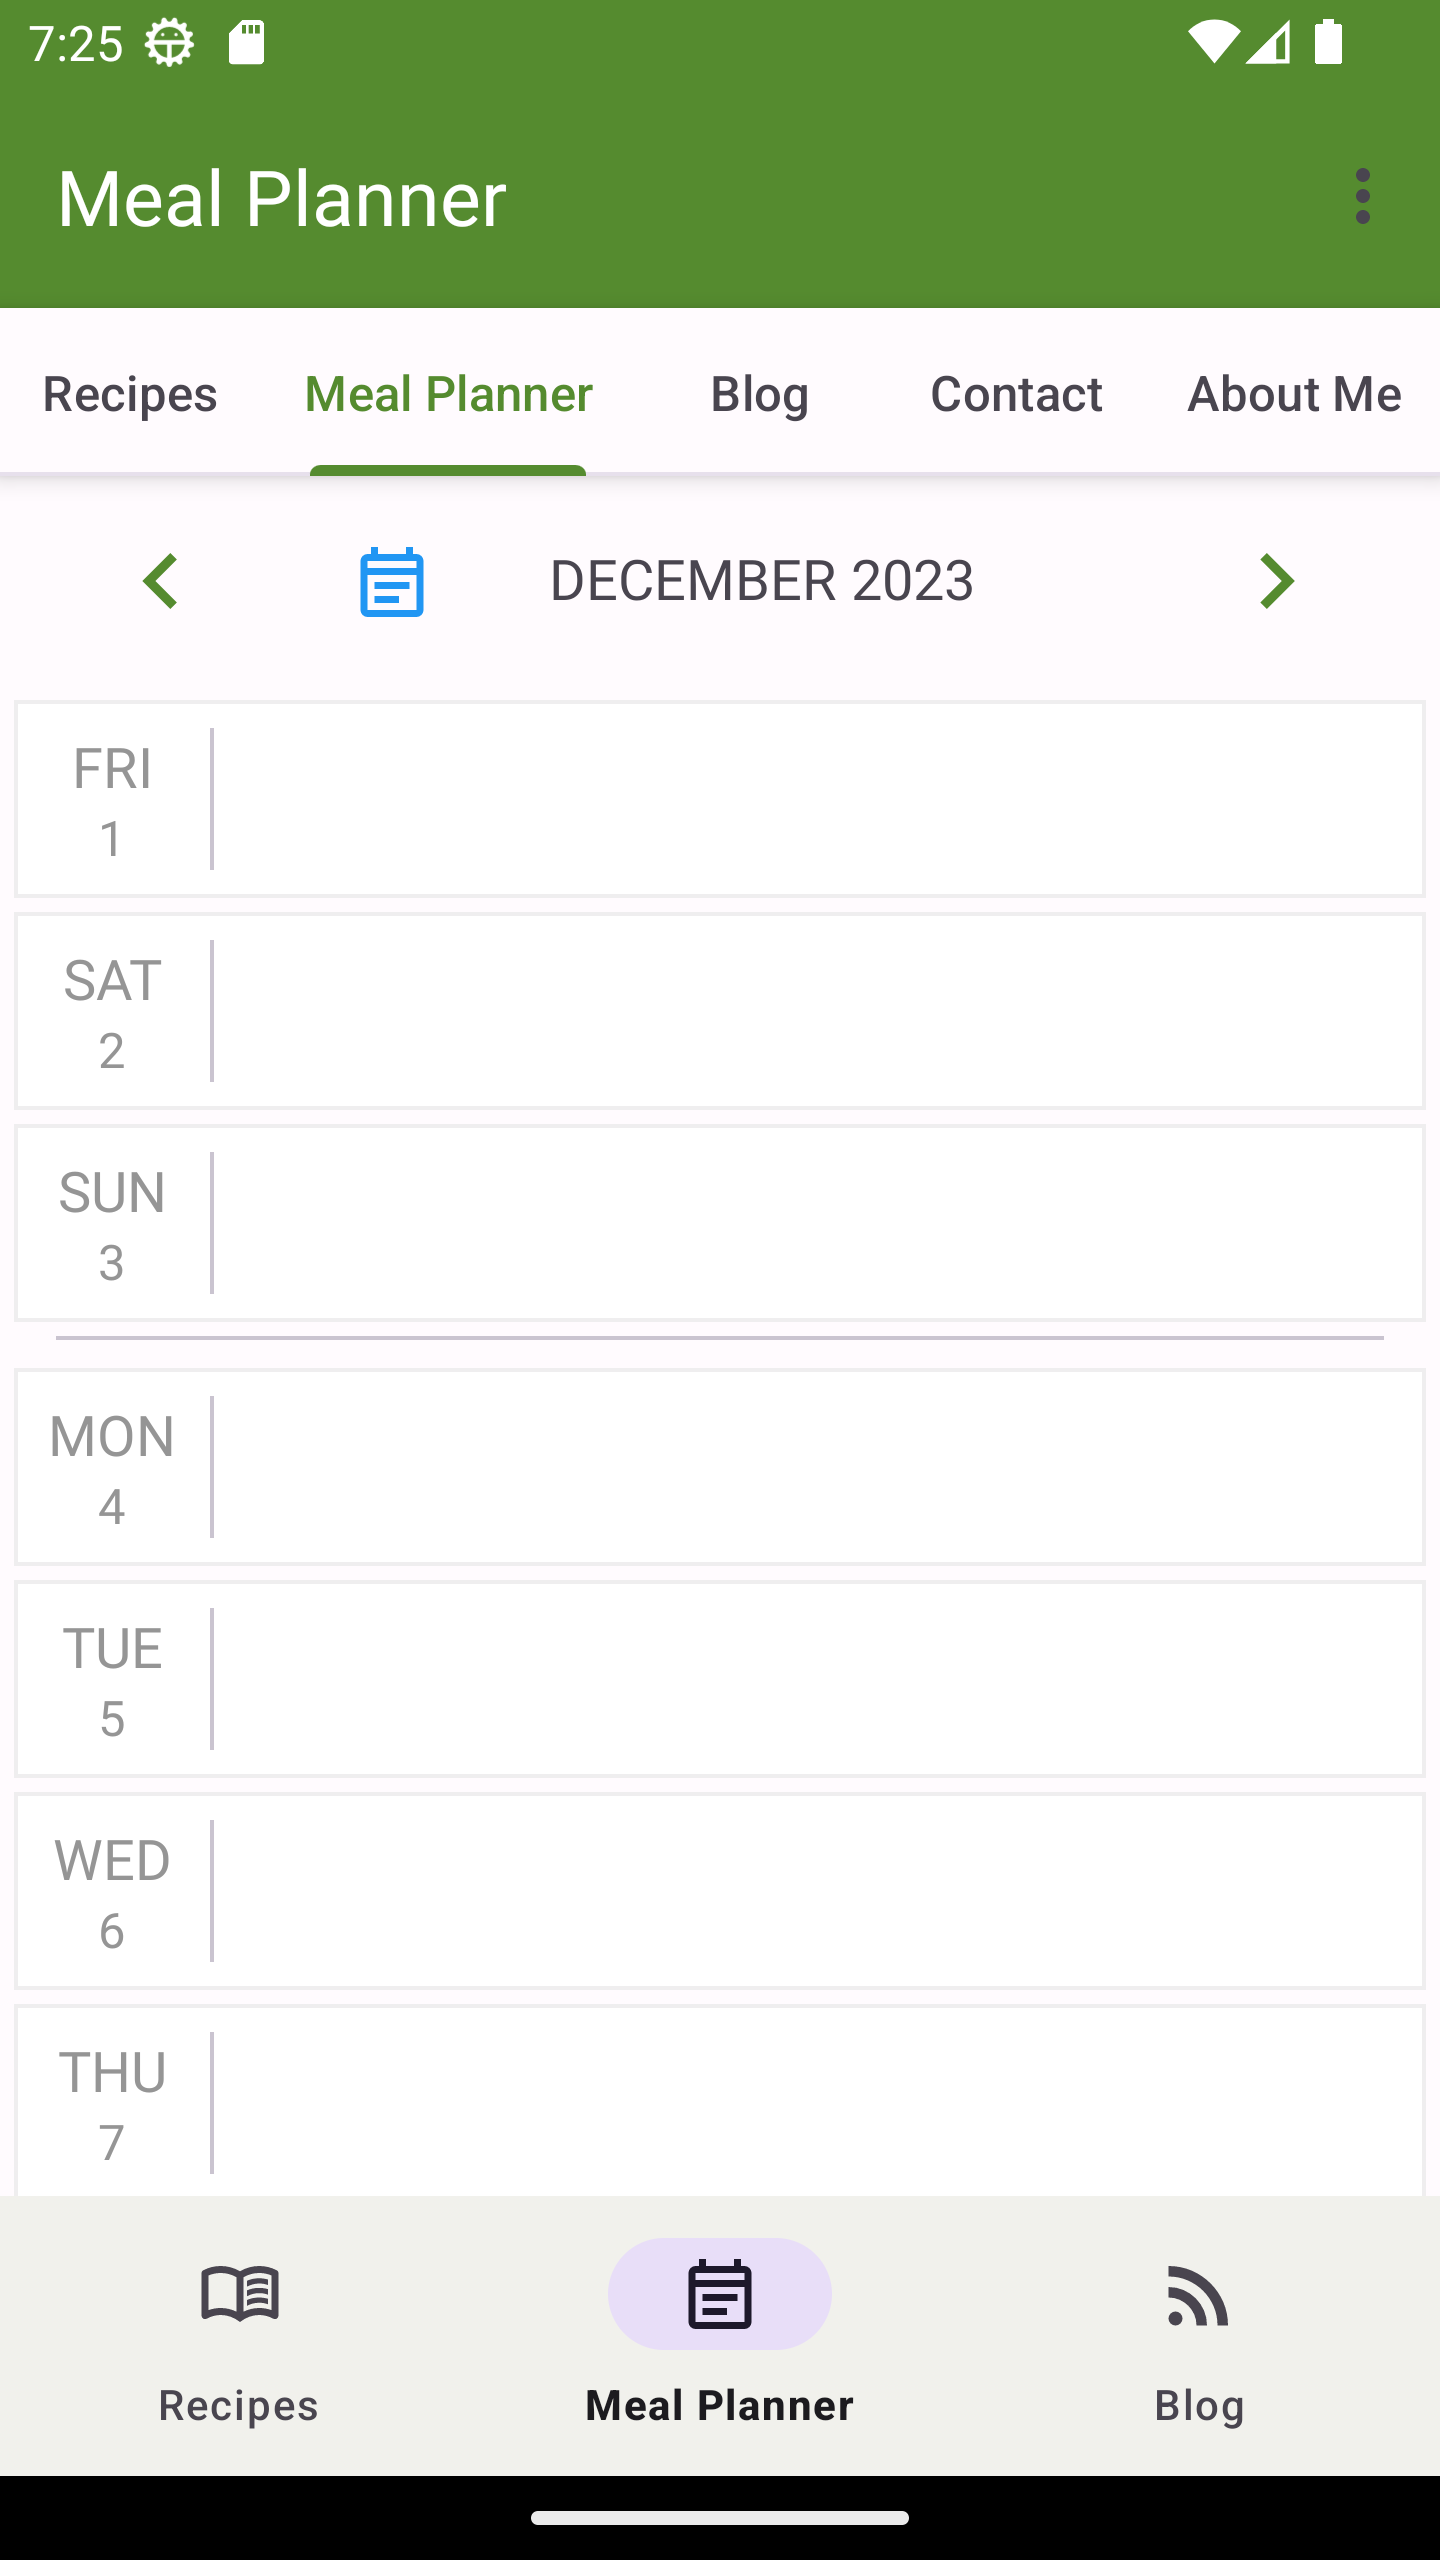 7:25
Meal Planner
Recipes Meal Planner Blog Contact About Me
DECEMBER 2023
FRI
1
SAT
2
SUN
3
MON
4
TUE
5
WED
6
THU
7
Recipes Meal Planner Blog